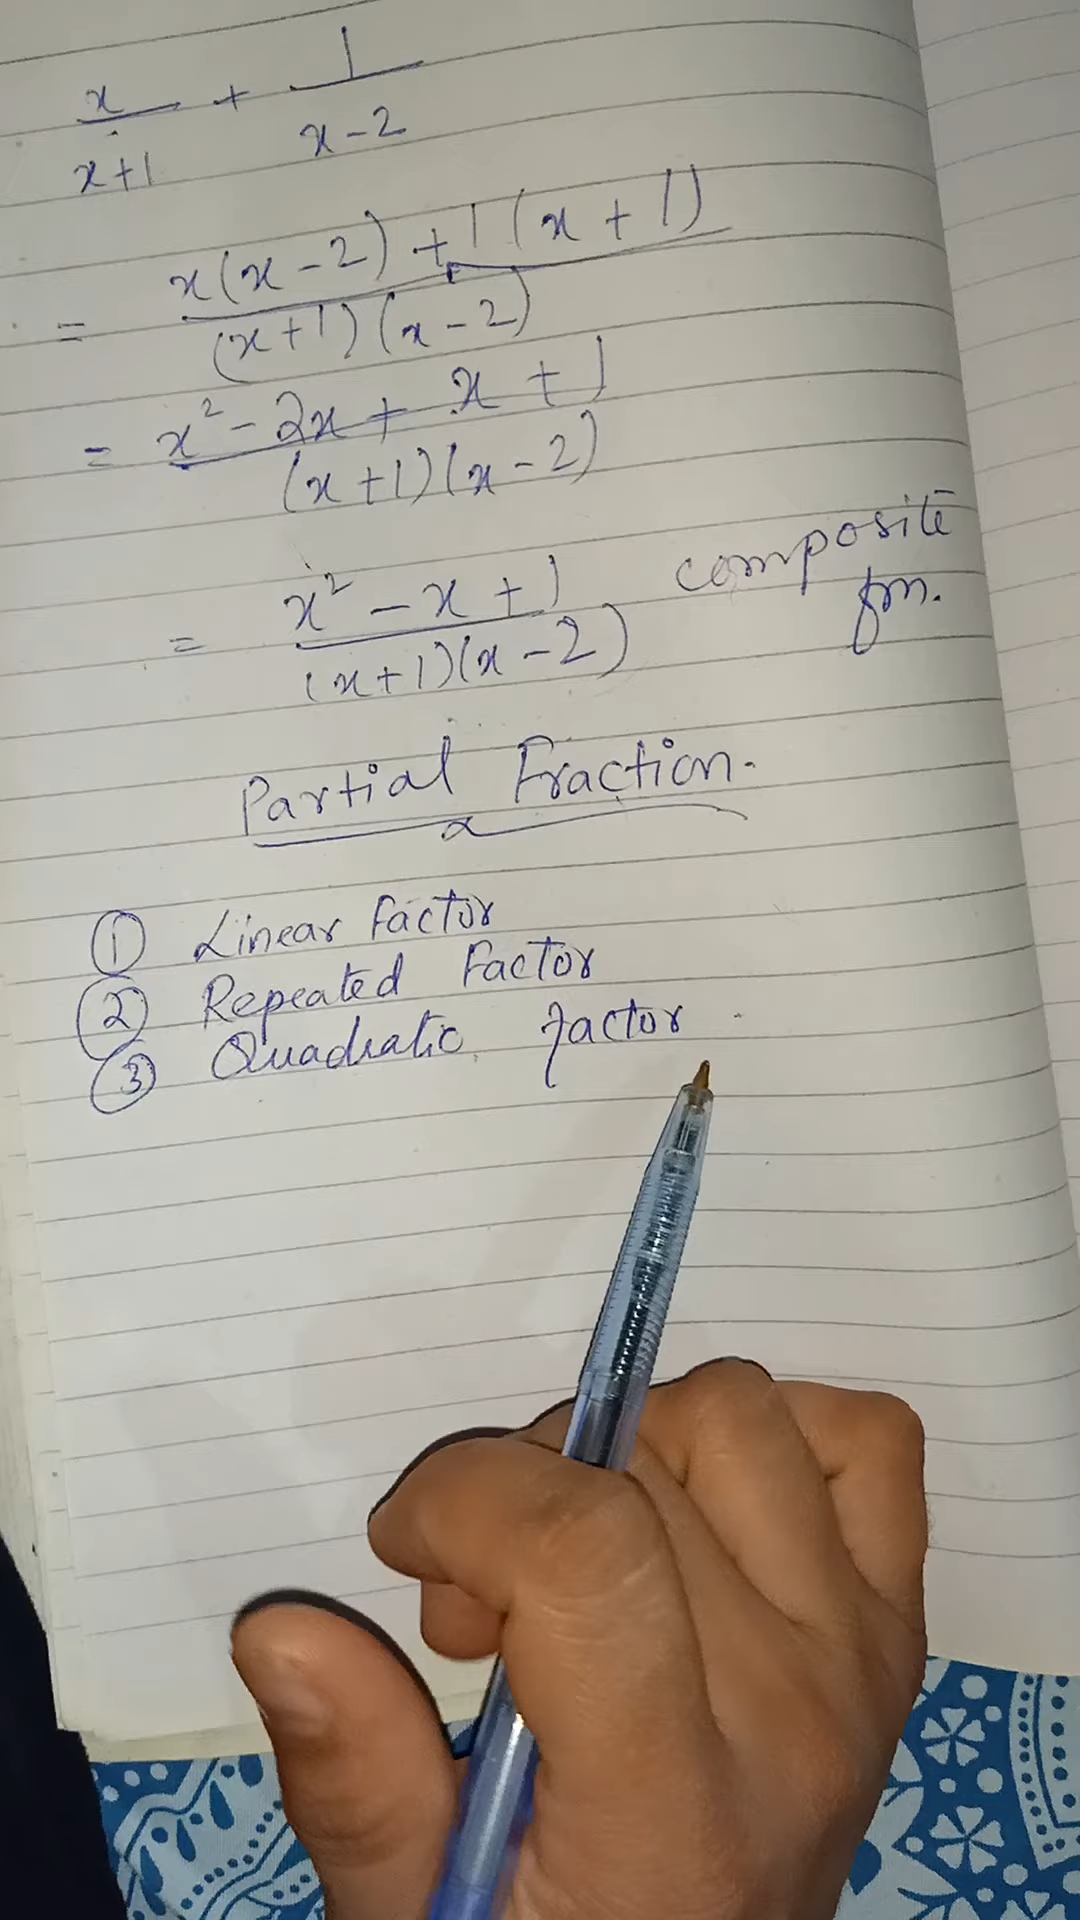 x/x+1 + 1/x-2
= x(x-2)+1(x+1)/(x+1)(x-2)
= x²-2x+x+1/(x+1)(x-2)
= x²-x+1/(x+1)(x-2) composite fn.
Partial Fraction.
① Linear Factor
② Repeated Factor
③ Quadratic factor